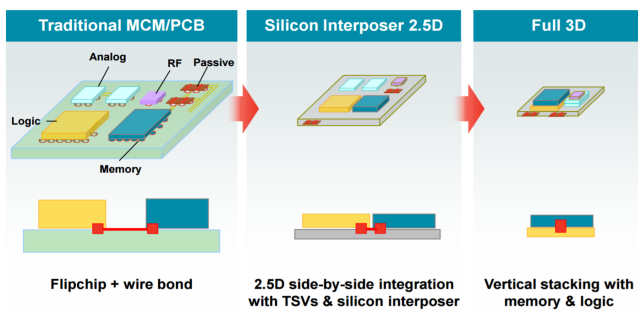 Traditional MCM/PCB
Silicon Interposer 2.5D
Full 3D
Analog
RF
Passive
Logic
Memory
Flipchip + wire bond
2.5D side-by-side integration
with TSVs & silicon interposer
Vertical stacking with
memory & logic